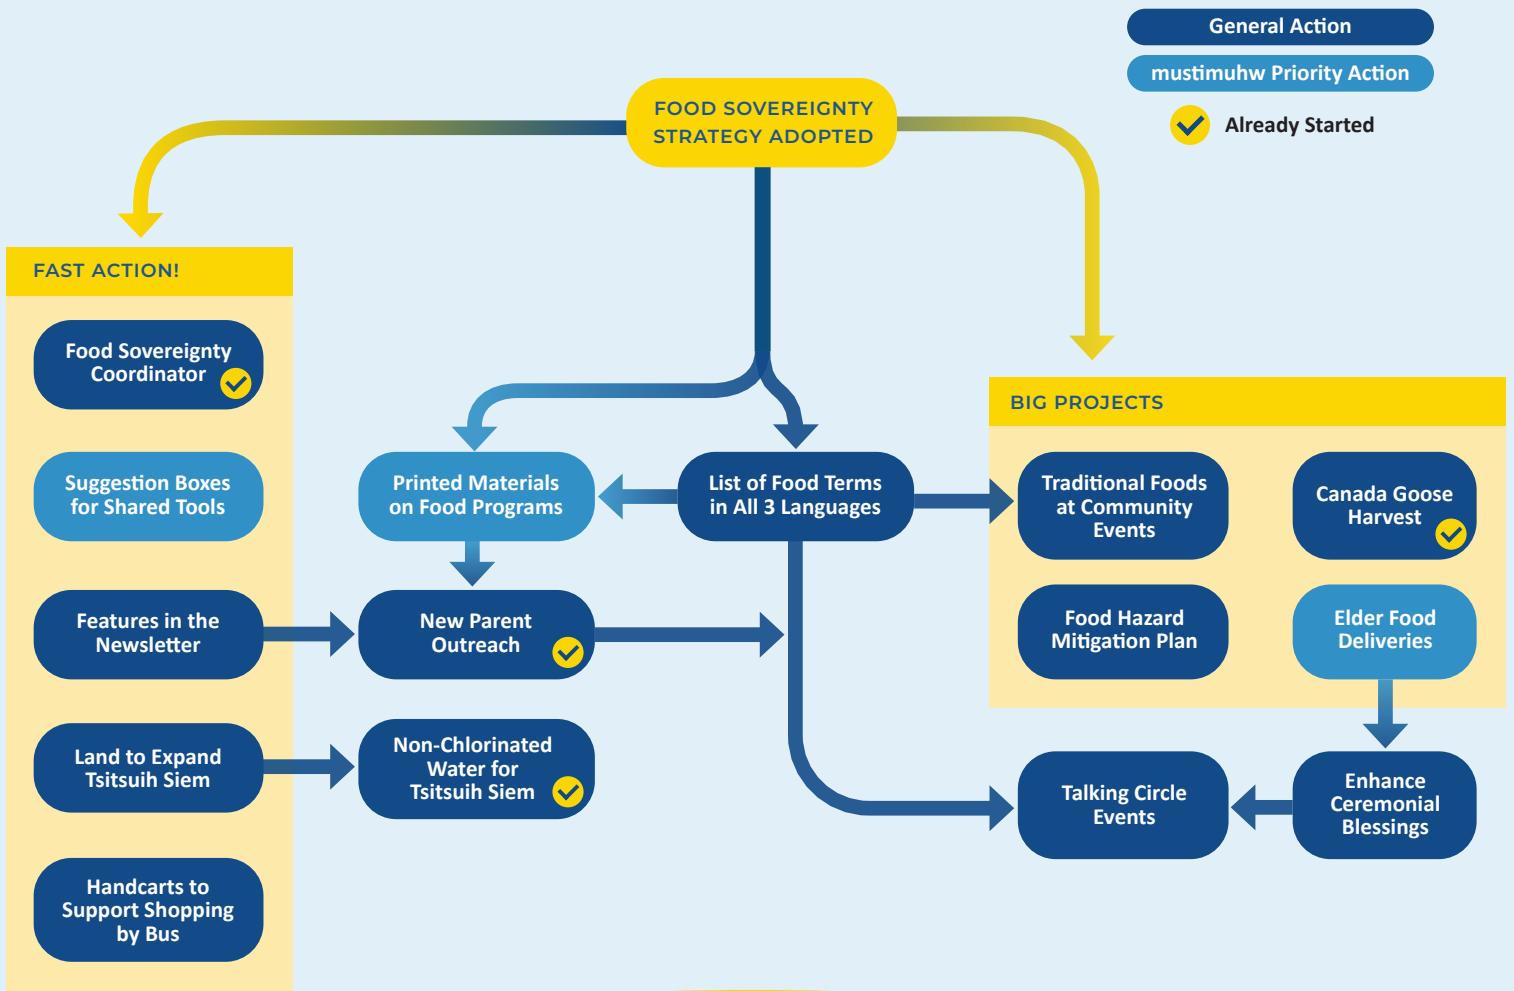 General Action
mustimuhw Priority Action
Already Started
FOOD SOVEREIGNTY
STRATEGY ADOPTED
FAST ACTION!
Food Sovereignty
Coordinator
Suggestion Boxes
for Shared Tools
Features in the
Newsletter
Land to Expand
Tsitsuih Siem
Handcarts to
Support Shopping
by Bus
Printed Materials
on Food Programs
New Parent
Outreach
Non-Chlorinated
Water for
Tsitsuih Siem
List of Food Terms
in All 3 Languages
BIG PROJECTS
Traditional Foods
at Community
Events
Canada Goose
Harvest
Food Hazard
Mitigation Plan
Elder Food
Deliveries
Talking Circle
Events
Enhance
Ceremonial
Blessings